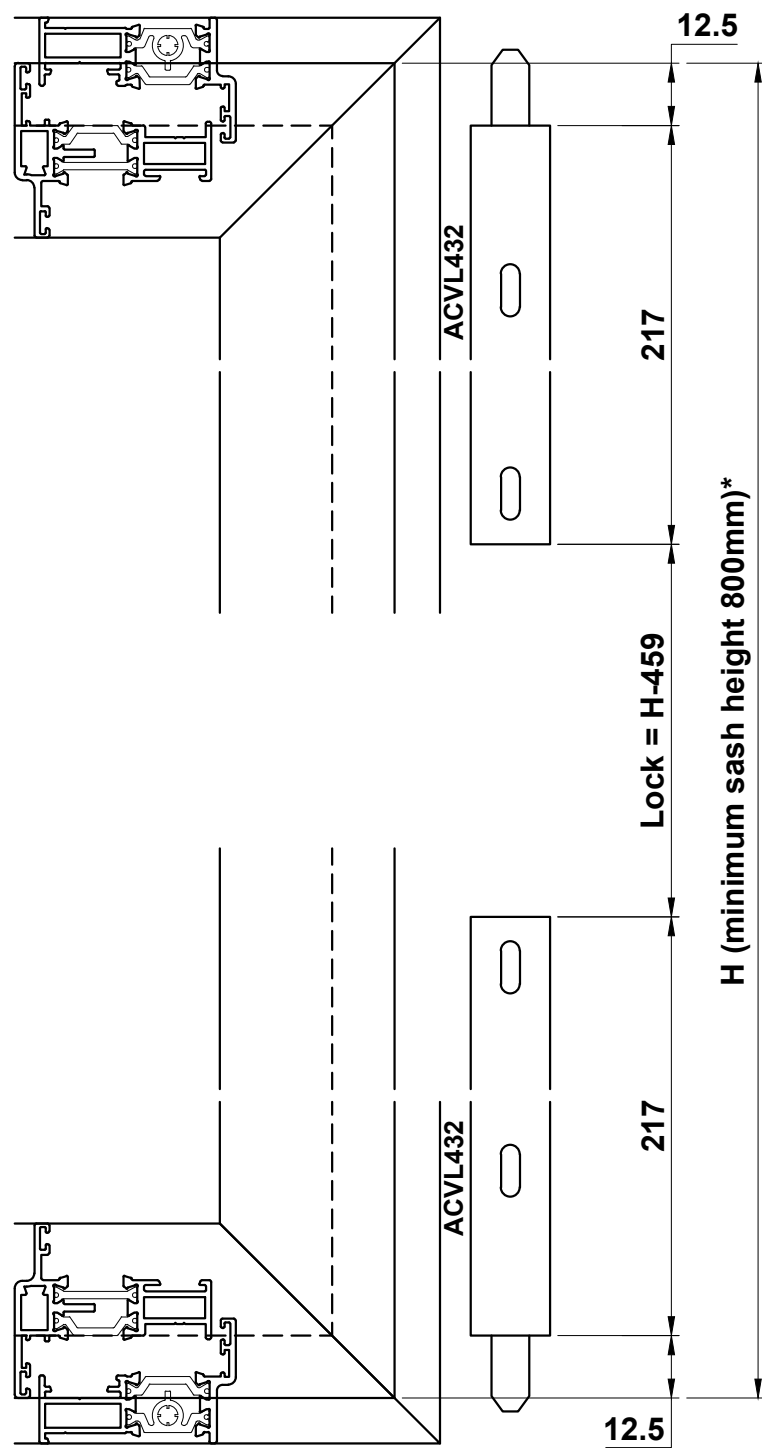 12.5
ACVL432
217
Lock = H-459
H (minimum sash height 800mm)*
ACVL432
217
12.5